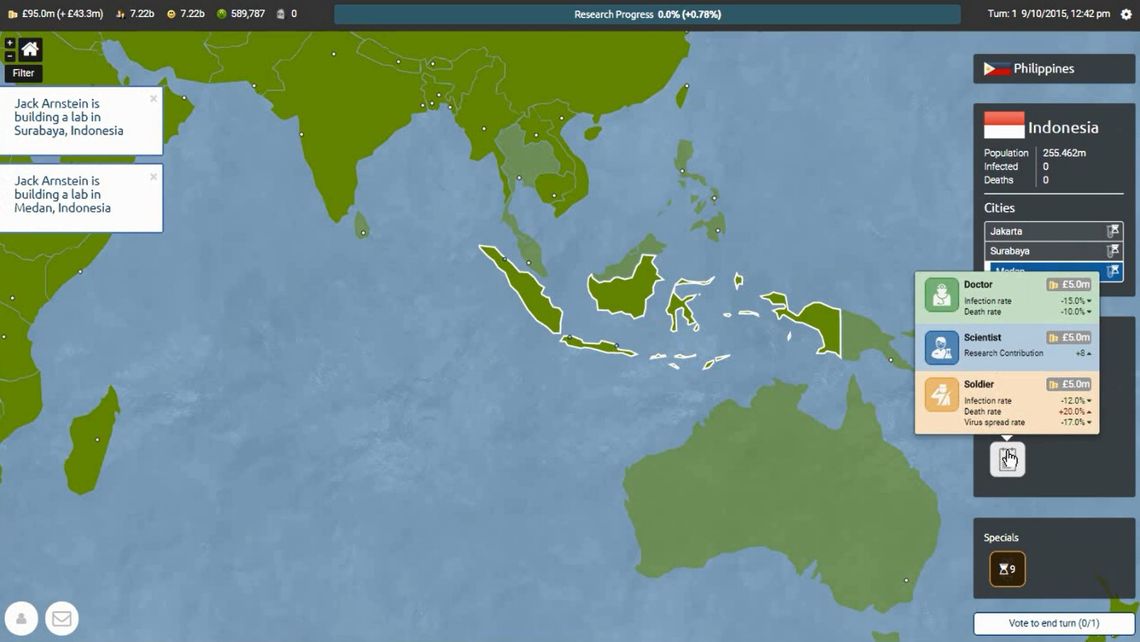 £95.0m (+ £43.3m) 7.22b 7.22b 589,787 0
Research Progress 0.0% (+0.78%)
Turn: 1 9/10/2015, 12:42 pm
+
-
Filter
Jack Arnstein is
building a lab in
Surabaya, Indonesia
×
Jack Arnstein is
building a lab in
Medan, Indonesia
×
Philippines
Indonesia
Population 255.462m
Infected 0
Deaths 0
Cities
Jakarta
Surabaya
Medan
Doctor £5.0m
Infection rate -15.0%
Death rate -10.0%
Scientist £5.0m
Research Contribution +8
Soldier £5.0m
Infection rate -12.0%
Death rate +20.0%
Virus spread rate -17.0%
Specials
9
Vote to end turn (0/1)